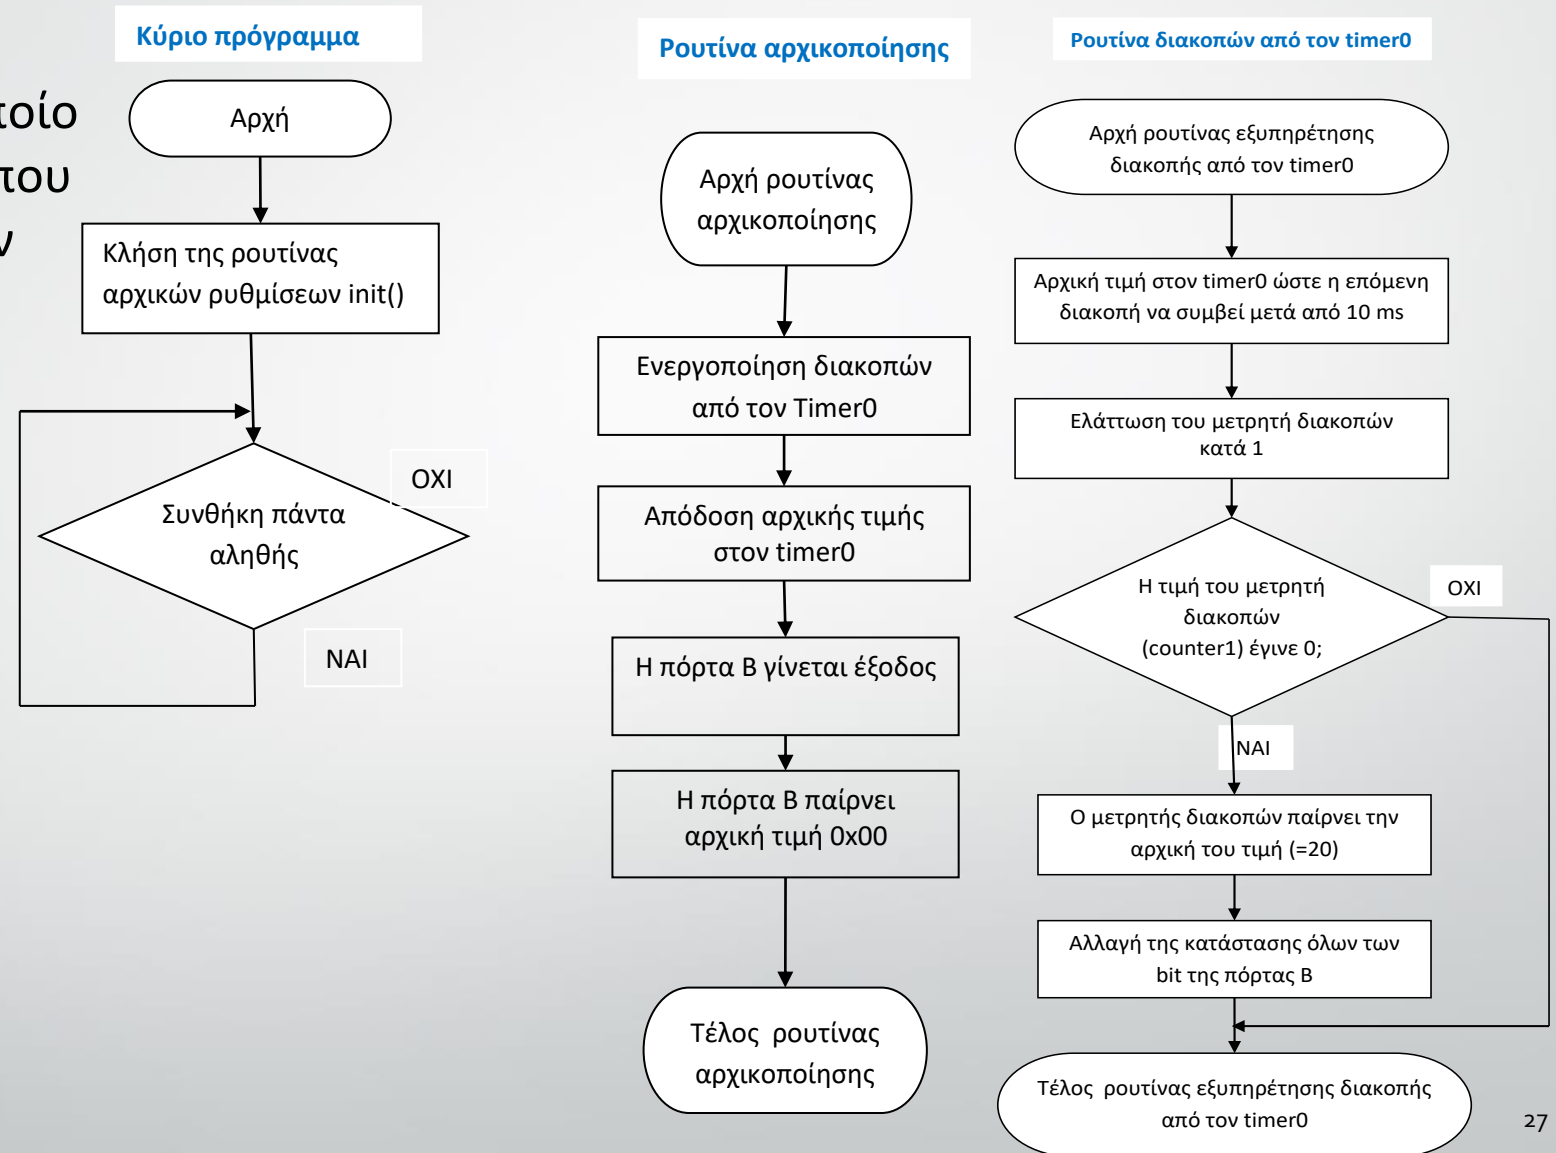 Κύριο πρόγραμμα
Αρχή
Κλήση της ρουτίνας
αρχικών ρυθμίσεων init()
Συνθήκη πάντα
αληθής
ΟΧΙ
ΝΑΙ
Ρουτίνα αρχικοποίησης
Αρχή ρουτίνας
αρχικοποίησης
Ενεργοποίηση διακοπών
από τον Timer0
Απόδοση αρχικής τιμής
στον timer0
Η πόρτα Β γίνεται έξοδος
Η πόρτα Β παίρνει
αρχική τιμή 0x00
Τέλος ρουτίνας
αρχικοποίησης
Ρουτίνα διακοπών από τον timer0
Αρχή ρουτίνας εξυπηρέτησης
διακοπής από τον timer0
Αρχική τιμή στον timer0 ώστε η επόμενη
διακοπή να συμβεί μετά από 10 ms
Ελάττωση του μετρητή διακοπών
κατά 1
Η τιμή του μετρητή
διακοπών
(counter1) έγινε 0;
ΟΧΙ
ΝΑΙ
Ο μετρητής διακοπών παίρνει την
αρχική του τιμή (=20)
Αλλαγή της κατάστασης όλων των
bit της πόρτας Β
Τέλος ρουτίνας εξυπηρέτησης διακοπής
από τον timer0
27